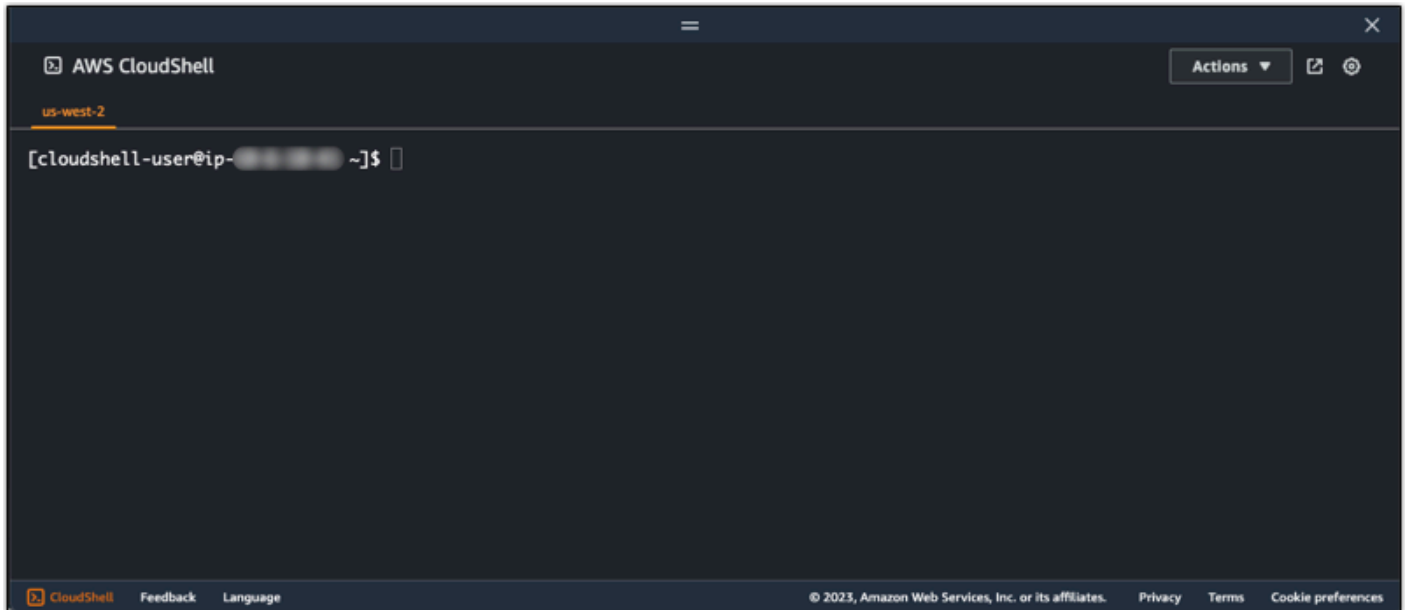 AWS CloudShell Actions
us-west-2
[cloudshell-user@ip- ~]$
CloudShell Feedback Language © 2023, Amazon Web Services, Inc. or its affiliates. Privacy Terms Cookie preferences